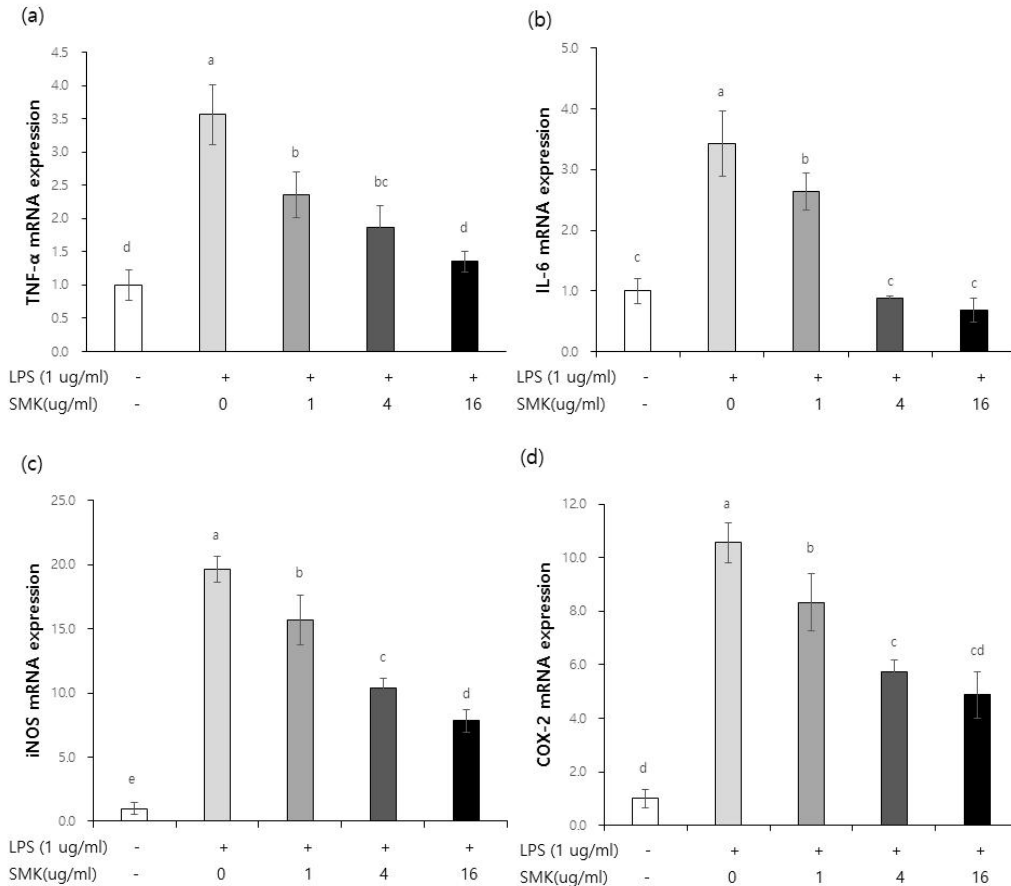 (a)
TNF-α mRNA expression
4.5
4.0
3.5
3.0
2.5
2.0
1.5
1.0
0.5
0.0
d
a
b
bc
d
LPS (1 ug/ml) - + + + +
SMK(ug/ml) - 0 1 4 16
(b)
IL-6 mRNA expression
5.0
4.0
3.0
2.0
1.0
0.0
c
a
b
c
c
LPS (1 ug/ml) - + + + +
SMK(ug/ml) - 0 1 4 16
(c)
iNOS mRNA expression
25.0
20.0
15.0
10.0
5.0
0.0
e
a
b
c
d
LPS (1 ug/ml) - + + + +
SMK(ug/ml) - 0 1 4 16
(d)
COX-2 mRNA expression
12.0
10.0
8.0
6.0
4.0
2.0
0.0
d
a
b
c
cd
LPS (1 ug/ml) - + + + +
SMK(ug/ml) - 0 1 4 16